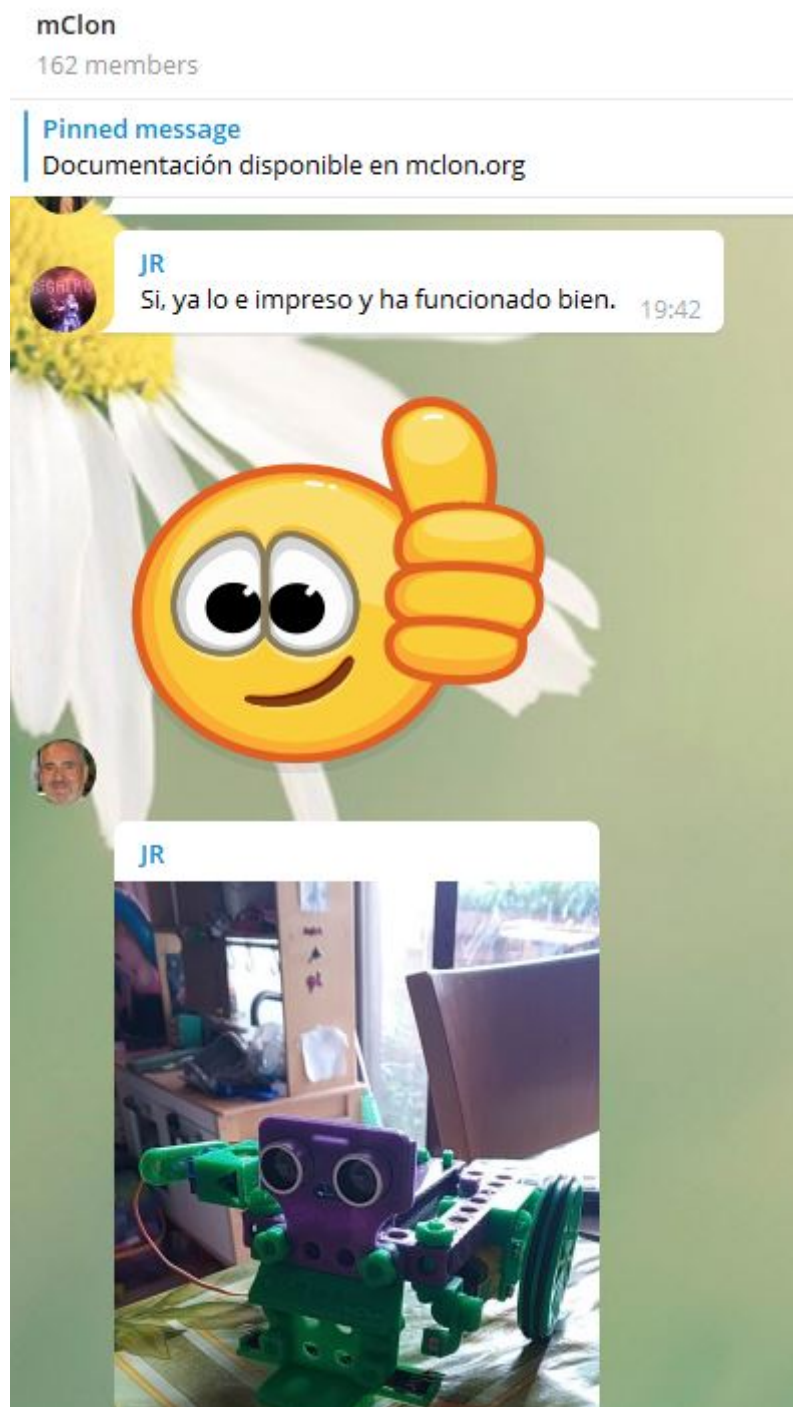 mClon
162 members
Pinned message
Documentación disponible en mclon.org
JR
Si, ya lo e impreso y ha funcionado bien. 19:42
JR